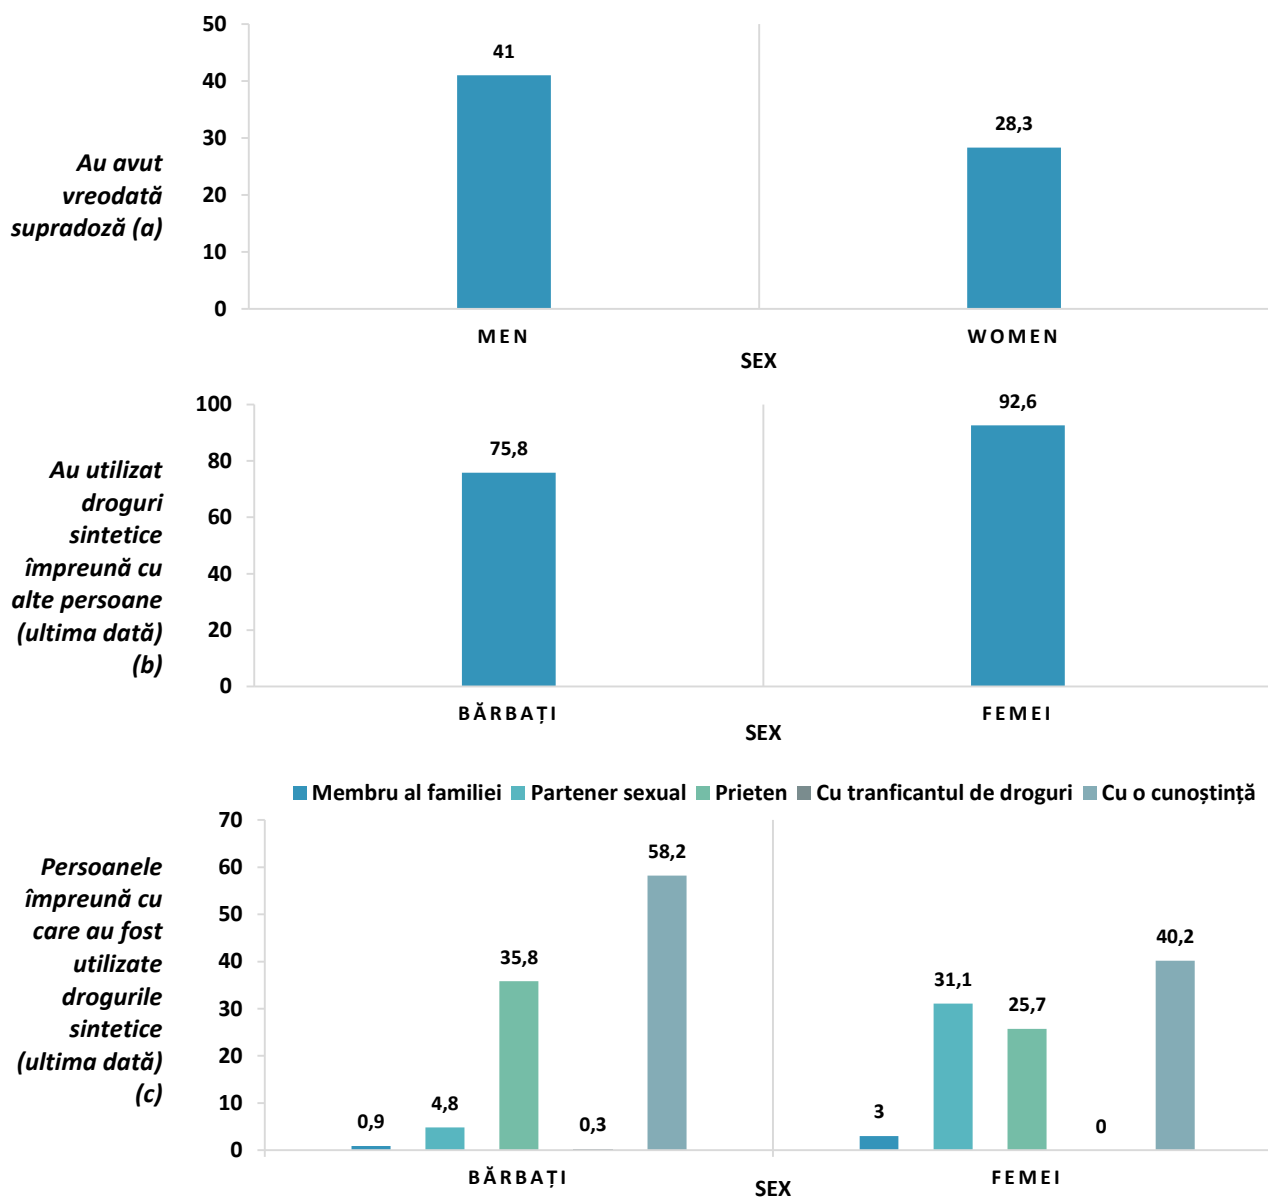 Au avut
vreodată
supradoză (a)
50
40
30
20
10
0
41
28,3
MEN
WOMEN
SEX
Au utilizat
droguri
sintetice
împreună cu
alte persoane
(ultima dată)
(b)
100
80
60
40
20
0
75,8
92,6
BĂRBAȚI
FEMEI
SEX
Membru al familiei Partener sexual Prieten Cu tranficantul de droguri Cu o cunoștință
Persoanele
împreună cu
care au fost
utilizate
drogurile
sintetice
(ultima dată)
(c)
70
60
50
40
30
20
10
0
0,9
4,8
35,8
0,3
58,2
3
31,1
25,7
0
40,2
BĂRBAȚI
FEMEI
SEX